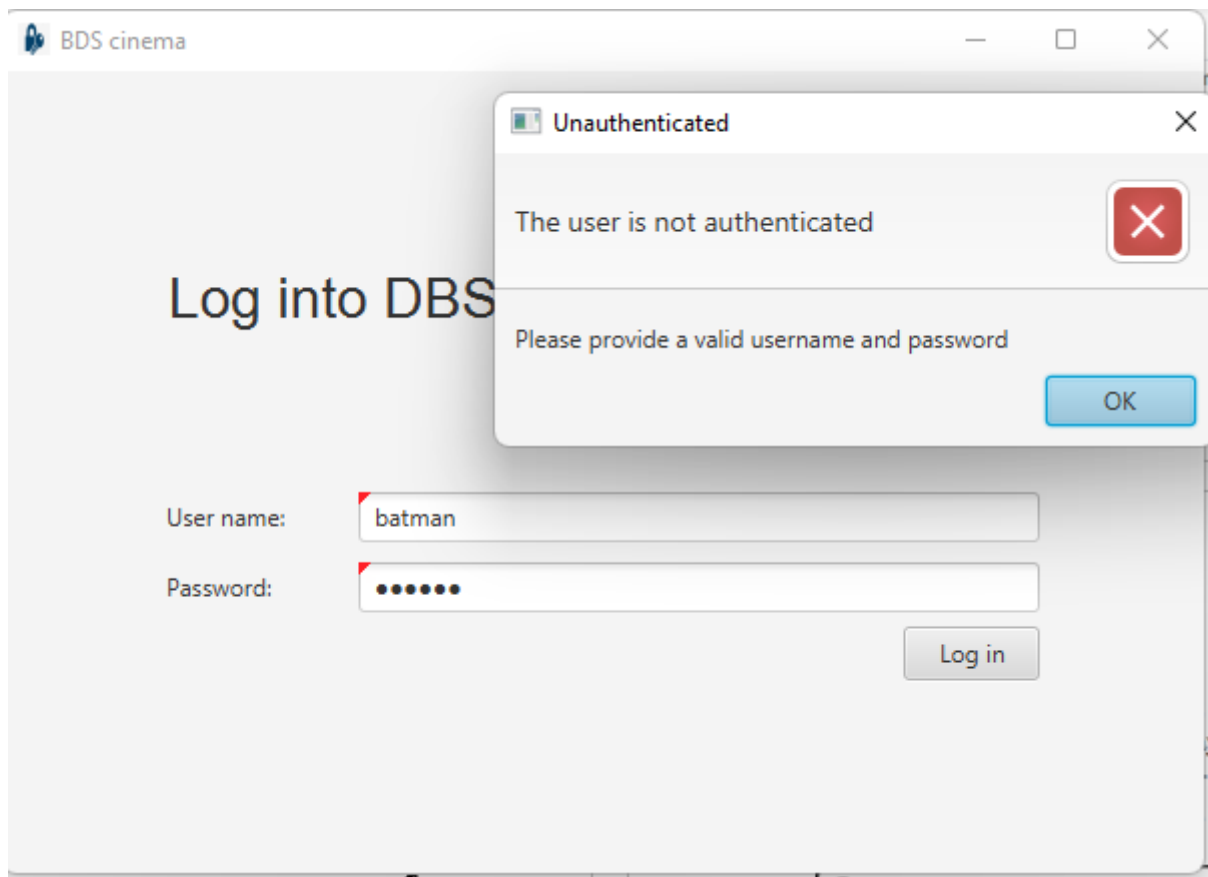 BDS cinema
Unauthenticated
The user is not authenticated
Log into DBS
Please provide a valid username and password
OK
User name:
batman
Password:
••••••
Log in